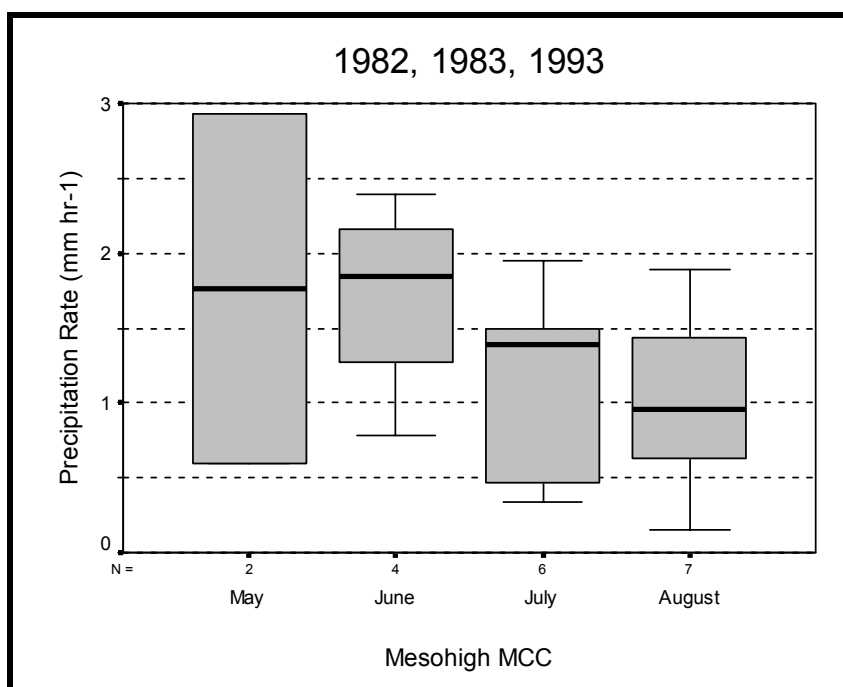 1982, 1983, 1993
Precipitation Rate (mm hr-1)
3
2
1
0
N = 2 4 6 7
May June July August
Mesohigh MCC